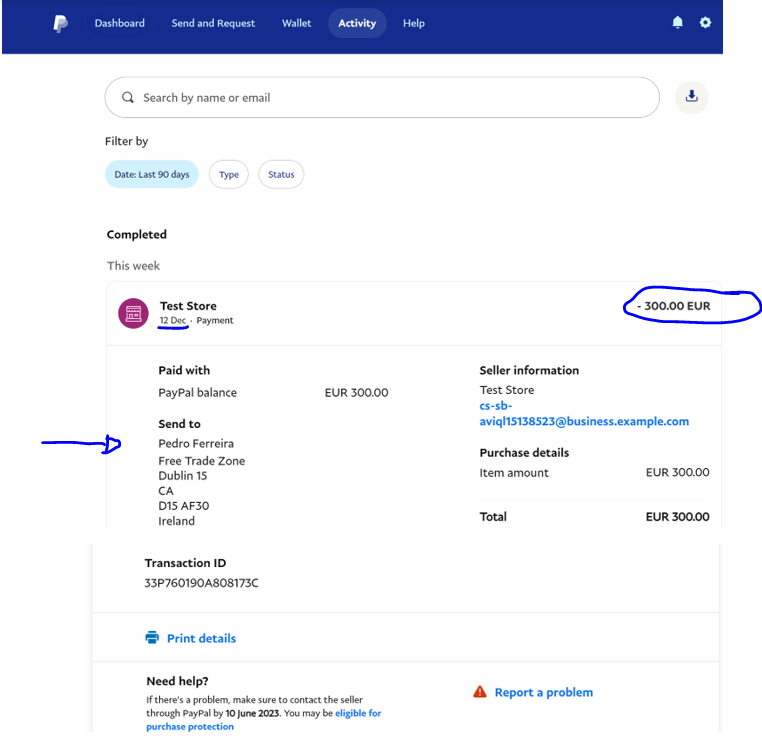 Dashboard Send and Request Wallet Activity Help
Search by name or email
Filter by
Date: Last 90 days Type Status
Completed
This week
Test Store
12 Dec · Payment
- 300.00 EUR
Paid with
PayPal balance EUR 300.00
Send to
Pedro Ferreira
Free Trade Zone
Dublin 15
CA
D15 AF30
Ireland
Seller information
Test Store
cs-sb-
aviql15138523@business.example.com
Purchase details
Item amount EUR 300.00
Total EUR 300.00
Transaction ID
33P760190A808173C
Print details
Need help?
If there's a problem, make sure to contact the seller
through PayPal by 10 June 2023. You may be eligible for
purchase protection
Report a problem